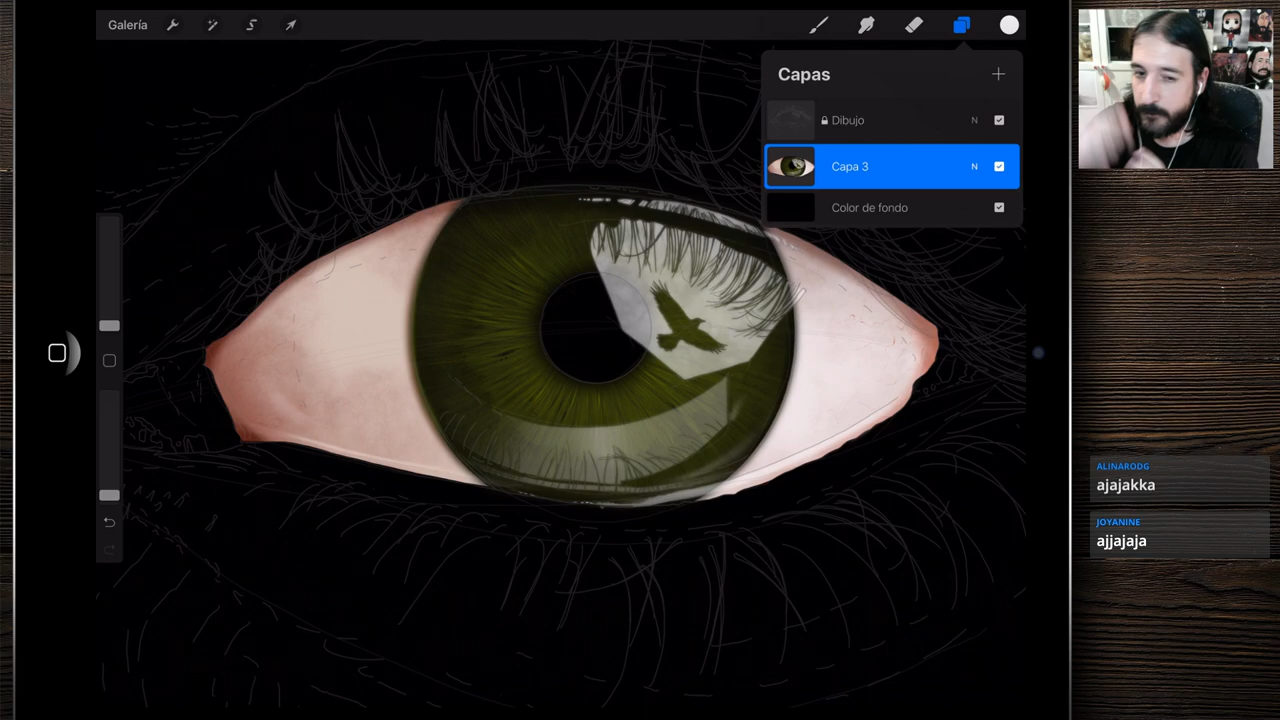 Galería
Capas
Dibujo N
Capa 3 N
Color de fondo
ALINARODG
ajajakka
JOYANINE
ajjajaja